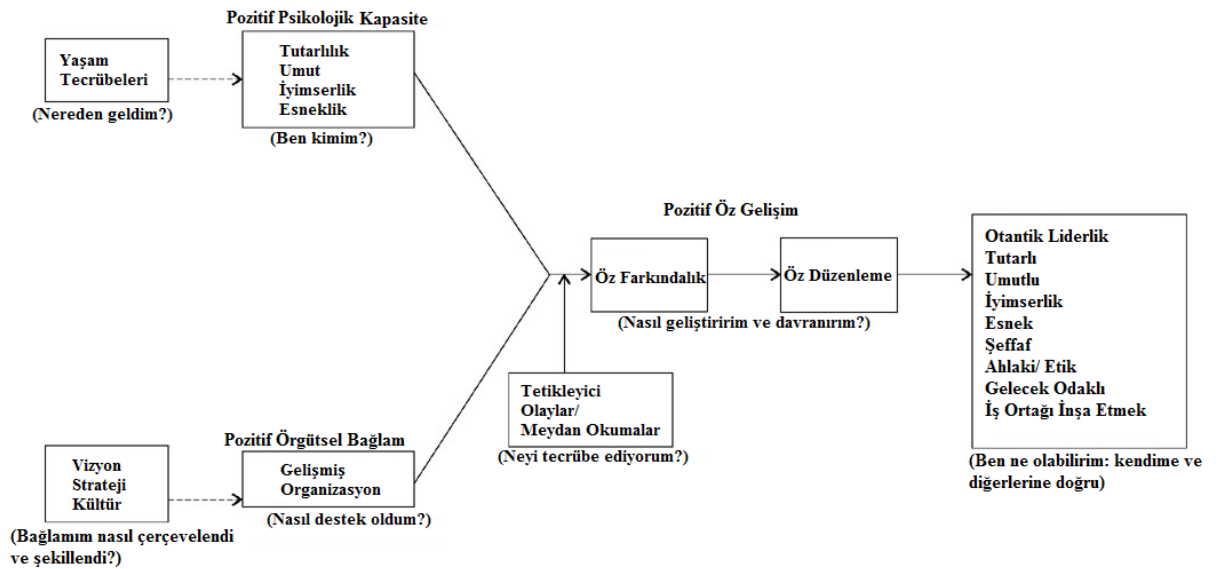 Pozitif Psikolojik Kapasite
Yaşam
Tecrübeleri
(Nereden geldim?)
Tutarlılık
Umut
İyimserlik
Esneklik
(Ben kimim?)
Pozitif Öz Gelişim
Öz Farkındalık
Öz Düzenleme
(Nasıl geliştiririm ve davranırım?)
Otantik Liderlik
Tutarlı
Umutlu
İyimserlik
Esnek
Şeffaf
Ahlaki/ Etik
Gelecek Odaklı
İş Ortağı İnşa Etmek
(Ben ne olabirim: kendime ve
diğerlerine doğru)
Tetikleyici
Olaylar/
Meydan Okumalar
(Neyi tecrübe ediyorum?)
Pozitif Örgütsel Bağlam
Vizyon
Strateji
Kültür
(Bağlamım nasıl çerçevelendi
ve şekillendi?)
Gelişmiş
Organizasyon
(Nasıl destek oldum?)